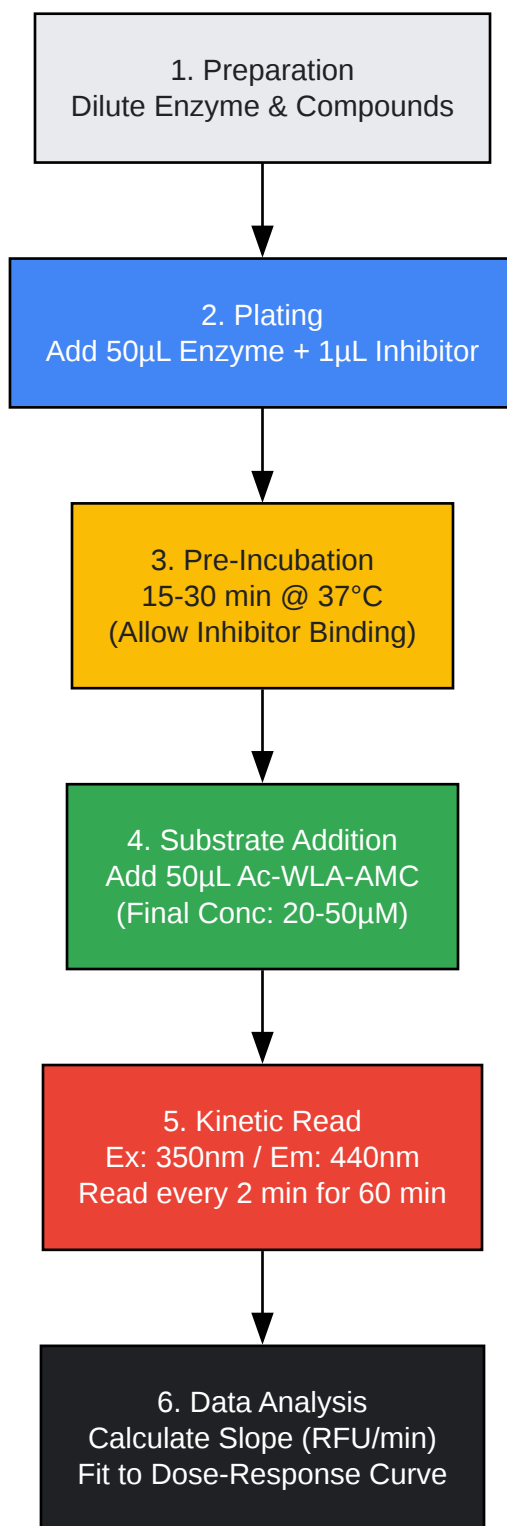 1. Preparation
Dilute Enzyme & Compounds
2. Plating
Add 50µL Enzyme + 1µL Inhibitor
3. Pre-Incubation
15-30 min @ 37°C
(Allow Inhibitor Binding)
4. Substrate Addition
Add 50µL Ac-WLA-AMC
(Final Conc: 20-50µM)
5. Kinetic Read
Ex: 350nm / Em: 440nm
Read every 2 min for 60 min
6. Data Analysis
Calculate Slope (RFU/min)
Fit to Dose-Response Curve